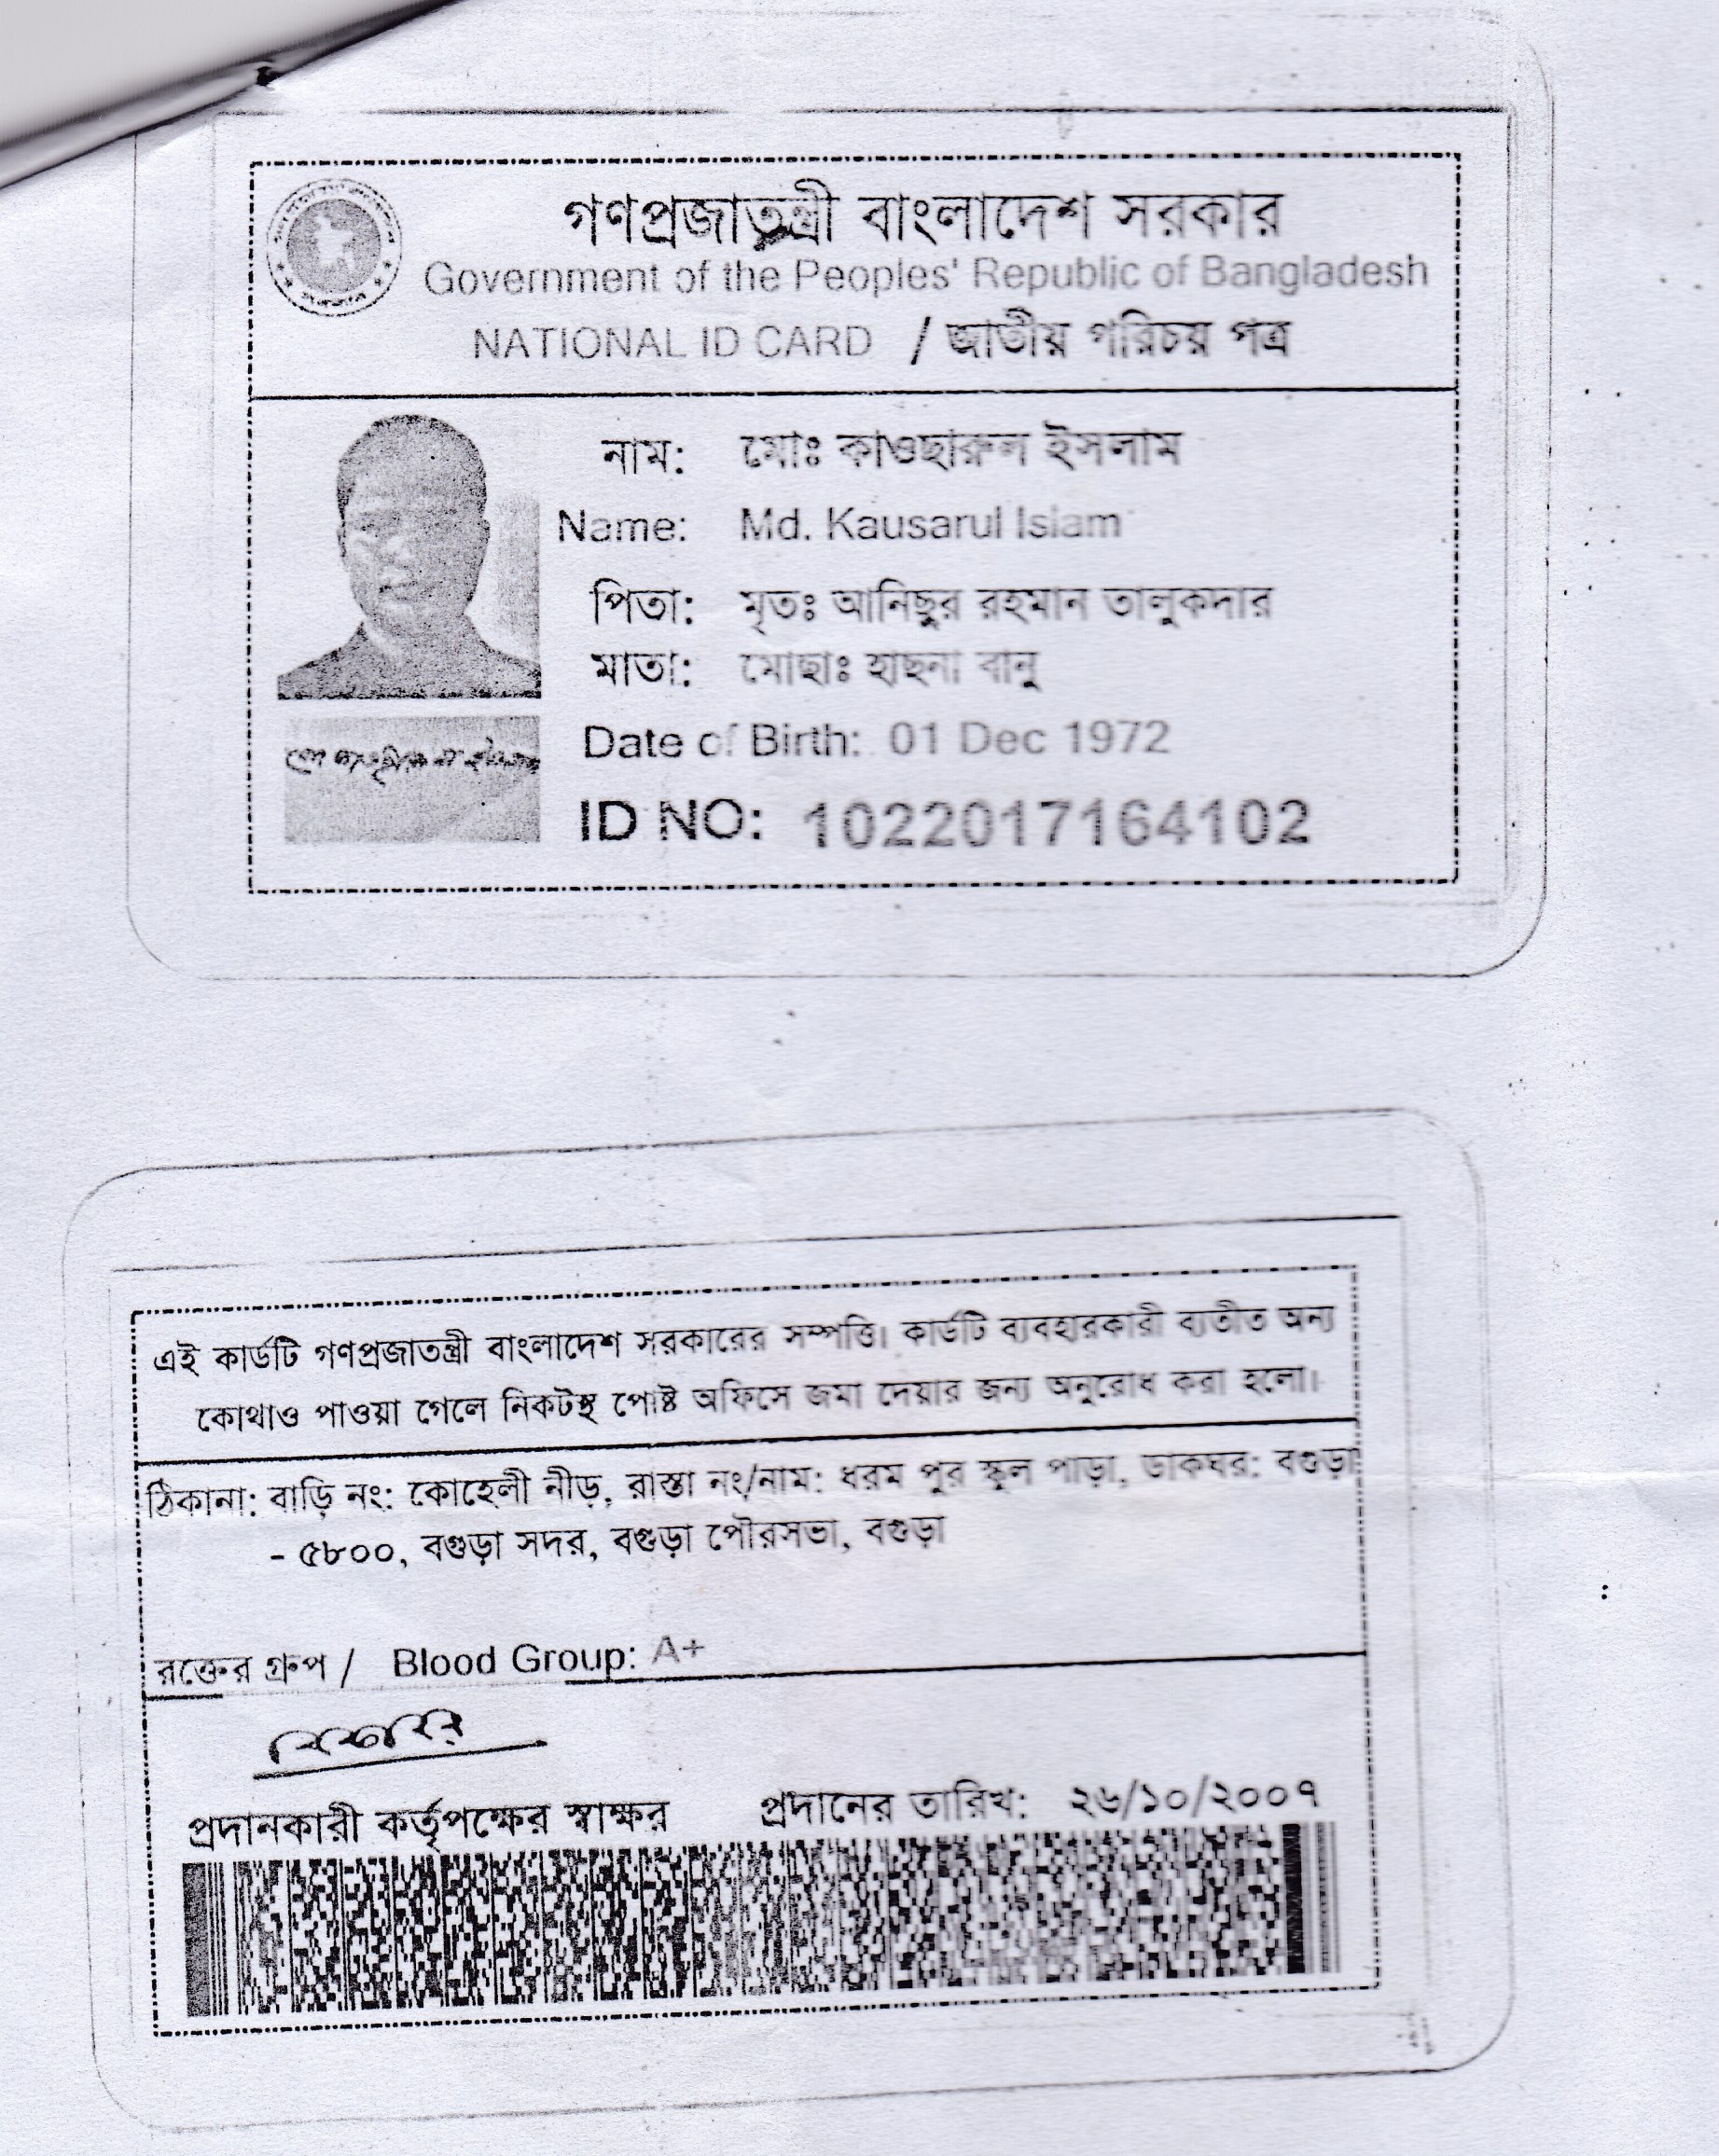 গণপ্রজাতন্ত্রী বাংলাদেশ সরকার
Government of the Peoples' Republic of Bangladesh
NATIONAL ID CARD / জাতীয় পরিচয় পত্র
নাম: মোঃ কাওছারুল ইসলাম
Name: Md. Kausarul Islam
পিতা: মৃতঃ আনিছুর রহমান তালুকদার
মাতা: মোছাঃ হাছনা বানু
Date of Birth: 01 Dec 1972
ID NO: 1022017164102
এই কার্ডটি গণপ্রজাতন্ত্রী বাংলাদেশ সরকারের সম্পত্তি। কার্ডটি ব্যবহারকারী ব্যতীত অন্য
কোথাও পাওয়া গেলে নিকটস্থ পোষ্ট অফিসে জমা দেয়ার জন্য অনুরোধ করা হলো।
ঠিকানা: বাড়ি নং: কোহেলী নীড়, রাস্তা নং/নাম: ধরম পুর স্কুল পাড়া, ডাকঘর: বগুড়া
- ৫৮০০, বগুড়া সদর, বগুড়া পৌরসভা, বগুড়া
রক্তের গ্রুপ / Blood Group: A+
প্রদানকারী কর্তৃপক্ষের স্বাক্ষর প্রদানের তারিখ: ২৬/১০/২০০৭